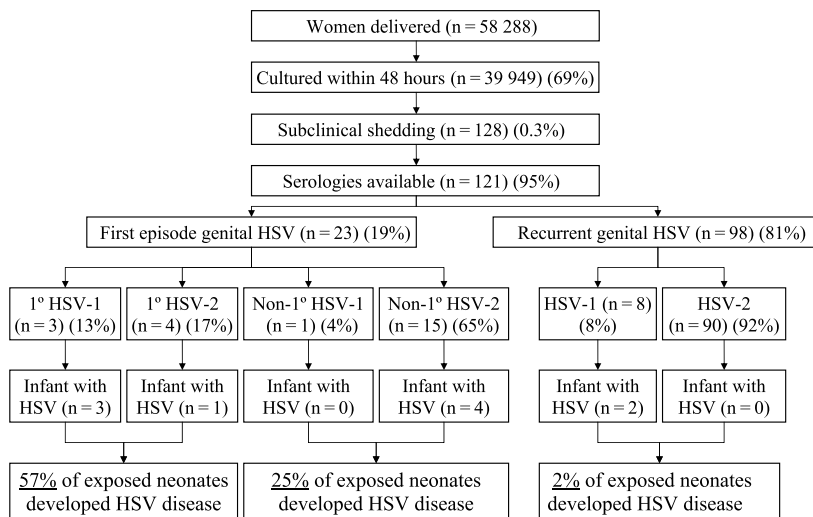 Women delivered (n = 58 288)
Cultured within 48 hours (n = 39 949) (69%)
Subclinical shedding (n = 128) (0.3%)
Serologies available (n = 121) (95%)
First episode genital HSV (n = 23) (19%)
Recurrent genital HSV (n = 98) (81%)
1º HSV-1
(n = 3) (13%)
1º HSV-2
(n = 4) (17%)
Non-1º HSV-1
(n = 1) (4%)
Non-1º HSV-2
(n = 15) (65%)
HSV-1 (n = 8)
(8%)
HSV-2
(n = 90) (92%)
Infant with
HSV (n = 3)
Infant with
HSV (n = 1)
Infant with
HSV (n = 0)
Infant with
HSV (n = 4)
Infant with
HSV (n = 2)
Infant with
HSV (n = 0)
57% of exposed neonates
developed HSV disease
25% of exposed neonates
developed HSV disease
2% of exposed neonates
developed HSV disease